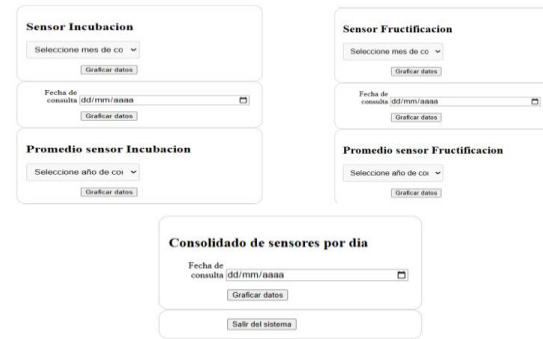 Sensor Incubacion
Seleccione mes de co
Graficar datos
Fecha de
consulta dd/mm/aaaa
Graficar datos
Promedio sensor Incubacion
Seleccione año de coi
Graficar datos
Sensor Fructificacion
Seleccione mes de co
Graficar datos
Fecha de
consulta dd/mm/aaaa
Graficar datos
Promedio sensor Fructificacion
Seleccione año de coi
Graficar datos
Consolidado de sensores por dia
Fecha de
consulta dd/mm/aaaa
Graficar datos
Salir del sistema